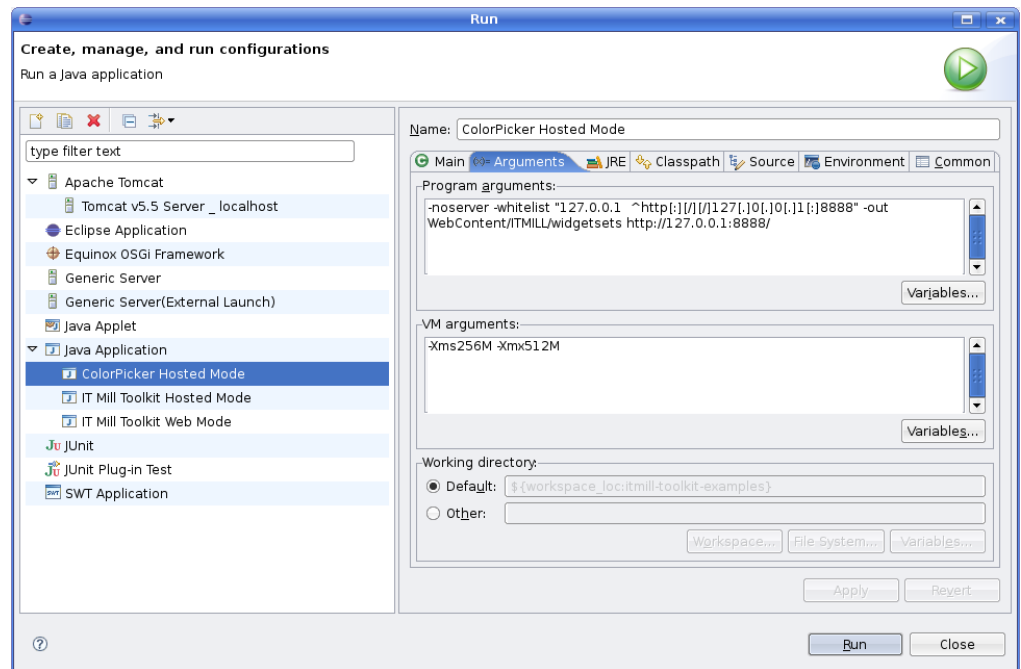 Run
Create, manage, and run configurations
Run a Java application
type filter text
Apache Tomcat
Tomcat v5.5 Server _ localhost
Eclipse Application
Equinox OSGi Framework
Generic Server
Generic Server(External Launch)
Java Applet
Java Application
ColorPicker Hosted Mode
IT Mill Toolkit Hosted Mode
IT Mill Toolkit Web Mode
JUnit
JUnit Plug-in Test
SWT Application
Name: ColorPicker Hosted Mode
Main Arguments JRE Classpath Source Environment Common
Program arguments:
-noserver -whitelist "127.0.0.1  ^http[:][/][/]127[.]0[.]0[.]1[:]8888" -out
WebContent/ITMILL/widgetsets http://127.0.0.1:8888/
Variables...
VM arguments:
-Xms256M -Xmx512M
Variables...
Working directory:
Default: ${workspace_loc:itmill-toolkit-examples}
Other:
Workspace... File System... Variables...
Apply Revert
Run Close